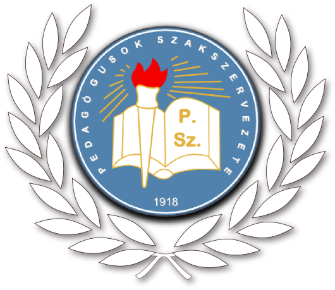 PEDAGÓGUSOK SZAKSZERVEZETE
P.
Sz.
1918